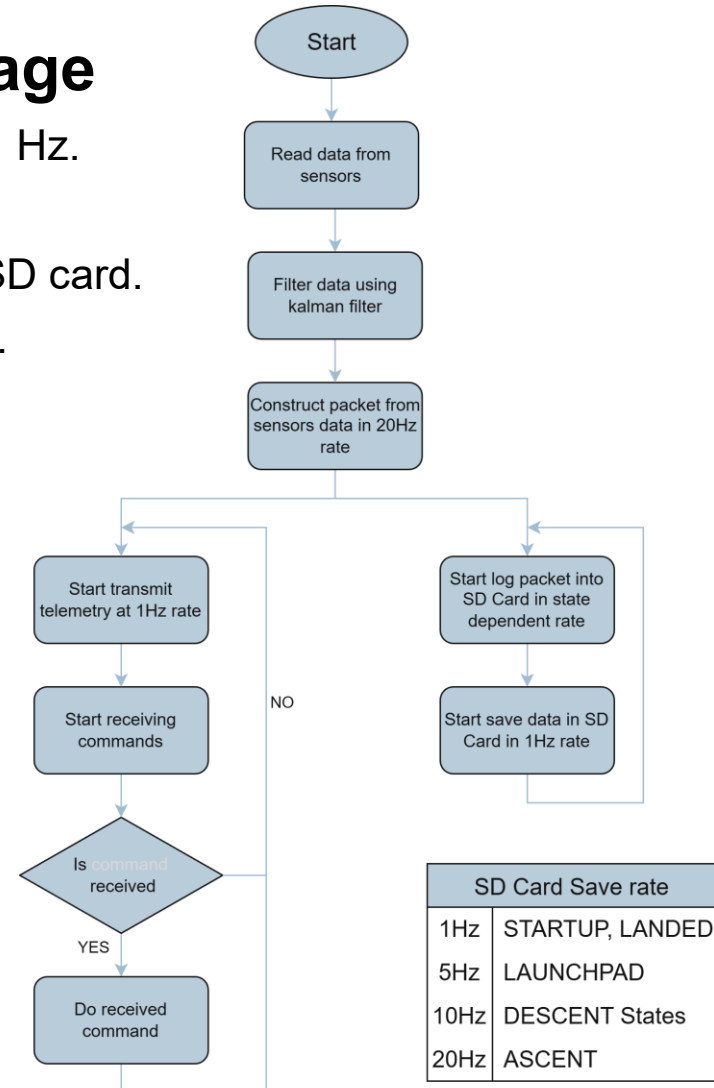 age
Hz.
SD card.
.
Start
Read data from
sensors
Filter data using
kalman filter
Construct packet from
sensors data in 20Hz
rate
Start transmit
telemetry at 1Hz rate
Start receiving
commands
NO
Is command
received
YES
Do received
command
Start log packet into
SD Card in state
dependent rate
Start save data in SD
Card in 1Hz rate
SD Card Save rate
1Hz STARTUP, LANDED
5Hz LAUNCHPAD
10Hz DESCENT States
20Hz ASCENT